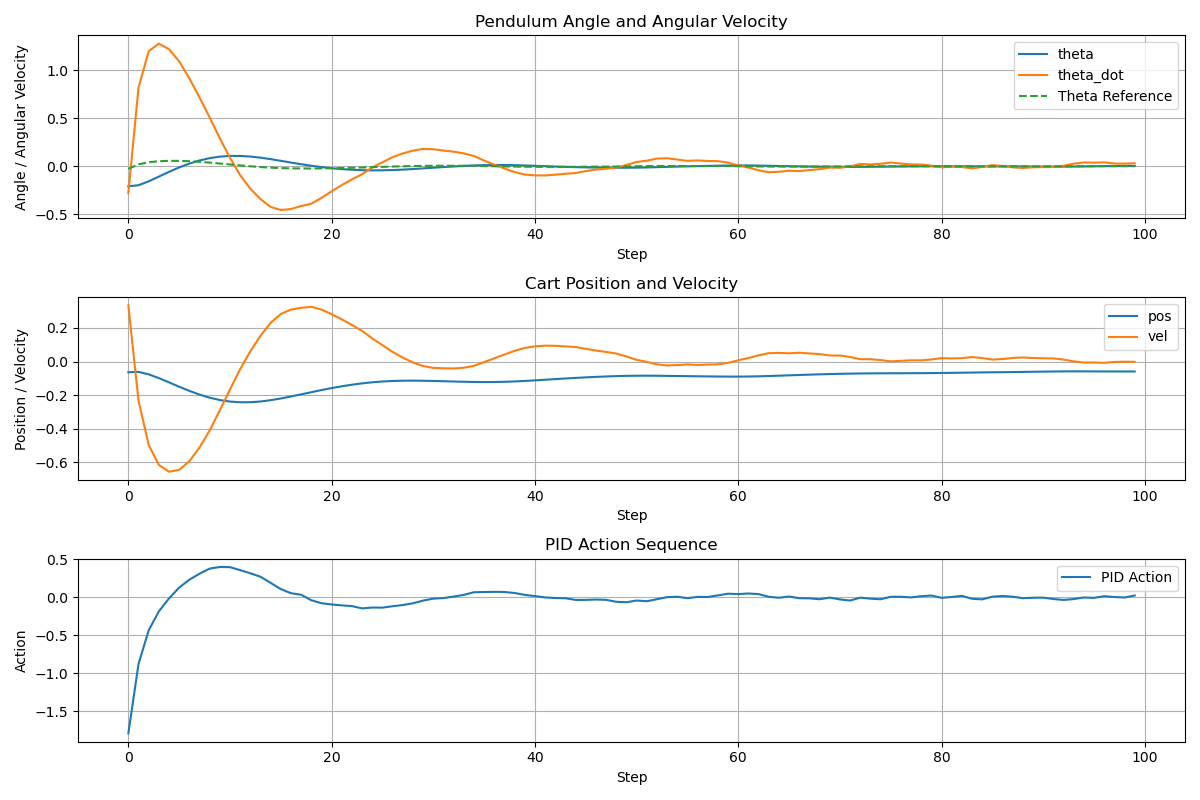 Pendulum Angle and Angular Velocity
Angle / Angular Velocity
1.0
0.5
0.0
−0.5
theta
theta_dot
Theta Reference
0 20 40 60 80 100
Step
Cart Position and Velocity
Position / Velocity
0.2
0.0
−0.2
−0.4
−0.6
pos
vel
0 20 40 60 80 100
Step
PID Action Sequence
Action
0.5
0.0
−0.5
−1.0
−1.5
PID Action
0 20 40 60 80 100
Step